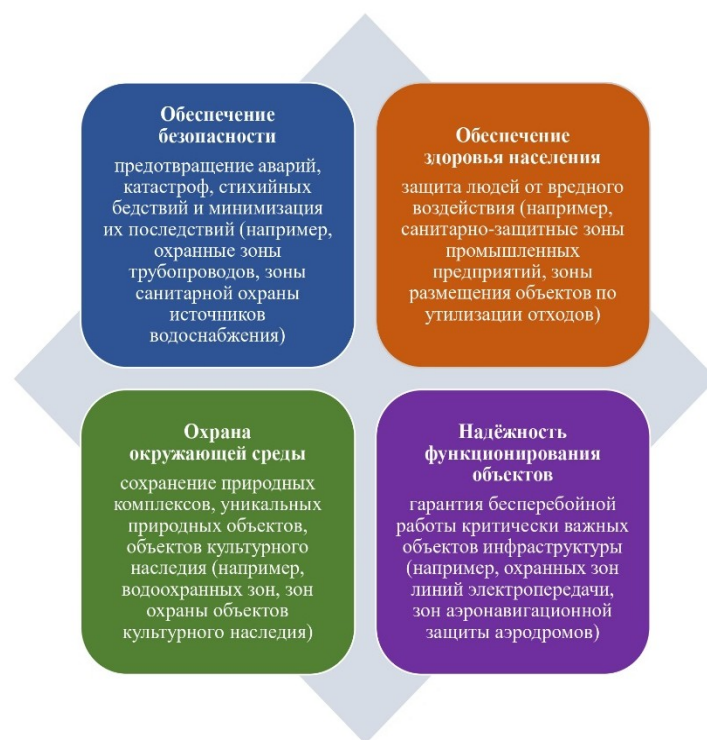 Обеспечение
безопасности
предотвращение аварий,
катастроф, стихийных
бедствий и минимизация
их последствий (например,
охранные зоны
трубопроводов, зоны
санитарной охраны
источников
водоснабжения)
Обеспечение
здоровья населения
защита людей от вредного
воздействия (например,
санитарно-защитные зоны
промышленных
предприятий, зоны
размещения объектов по
утилизации отходов)
Охрана
окружающей среды
сохранение природных
комплексов, уникальных
природных объектов,
объектов культурного
наследия (например,
водоохранных зон, зон
охраны объектов
культурного наследия)
Надёжность
функционирования
объектов
гарантия бесперебойной
работы критически важных
объектов инфраструктуры
(например, охранных зон
линий электропередачи,
зон аэронавигационной
защиты аэродромов)